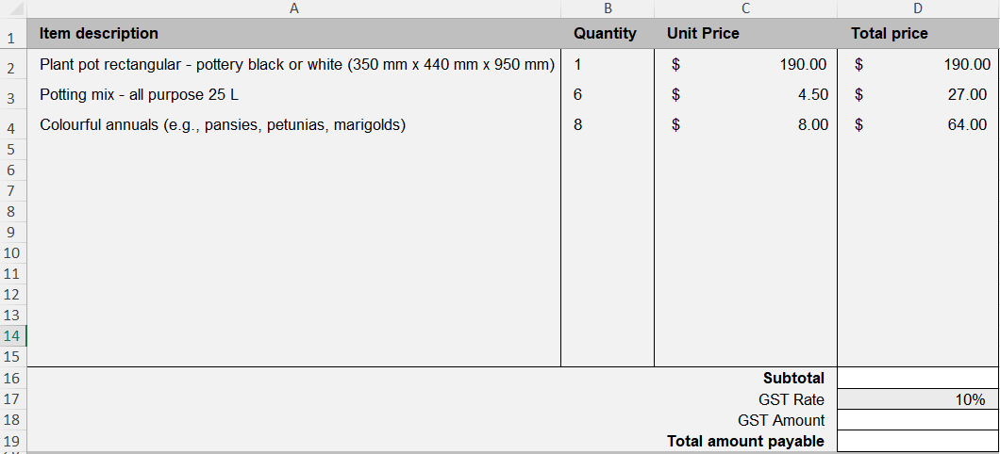 A B C D
1 Item description Quantity Unit Price Total price
2 Plant pot rectangular - pottery black or white (350 mm x 440 mm x 950 mm) 1 $ 190.00 $ 190.00
3 Potting mix - all purpose 25 L 6 $ 4.50 $ 27.00
4 Colourful annuals (e.g., pansies, petunias, marigolds) 8 $ 8.00 $ 64.00
5
6
7
8
9
10
11
12
13
14
15
16 Subtotal
17 GST Rate 10%
18 GST Amount
19 Total amount payable